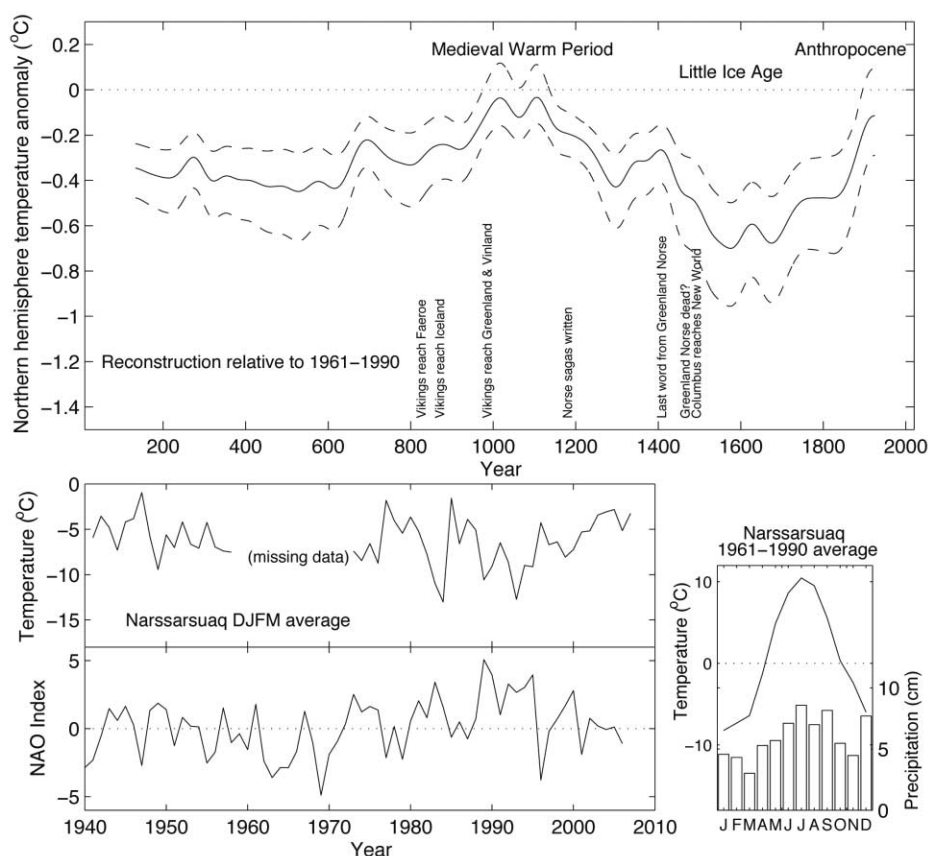 Northern hemisphere temperature anomaly (°C)
0.2
0
−0.2
−0.4
−0.6
−0.8
−1
−1.2
−1.4
Medieval Warm Period
Anthropocene
Little Ice Age
Reconstruction relative to 1961−1990
Vikings reach Faeroe
Vikings reach Iceland
Vikings reach Greenland & Vinland
Norse sagas written
Last word from Greenland Norse
Greenland Norse dead?
Columbus reaches New World
200 400 600 800 1000 1200 1400 1600 1800 2000
Year
Temperature (°C)
0
−5
−10
−15
(missing data)
Narssarsuaq DJFM average
NAO Index
5
0
−5
1940 1950 1960 1970 1980 1990 2000 2010
Year
Narssarsuaq
1961−1990 average
Temperature (°C)
10
0
−10
10
5
0
Precipitation (cm)
J F M A M J J A S O N D